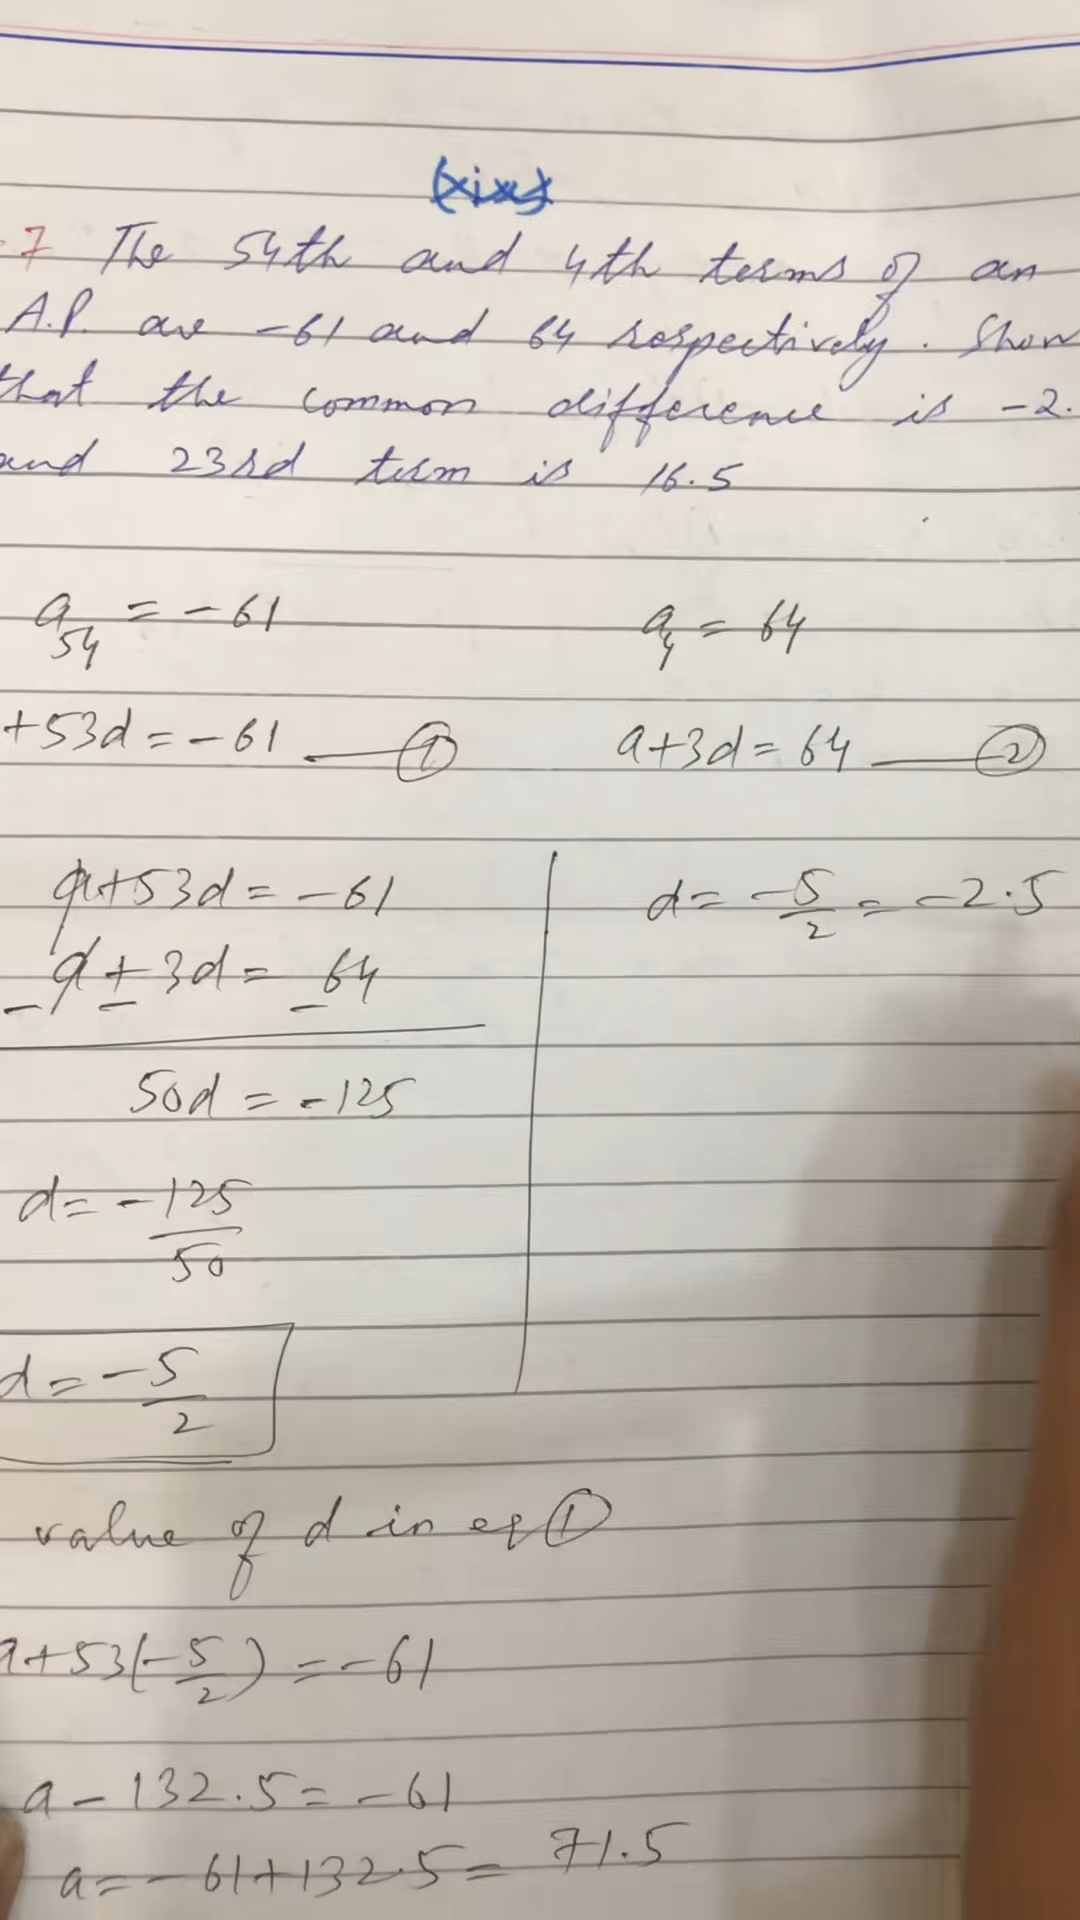 (xix)
.7 The 54th and 4th terms of an
A.P. are -61 and 64 respectively. Show
that the common difference is -2.
and 23rd term is 16.5
a54 = -61 a4 = 64
+53d = -61 —① a+3d = 64 —②
a+53d = -61
a+3d = 64
- - -
50d = -125
d = -125/50
d = -5/2
d = -5/2 = -2.5
value of d in eq ①
a+53(-5/2) = -61
a - 132.5 = -61
a = -61+132.5 = 71.5